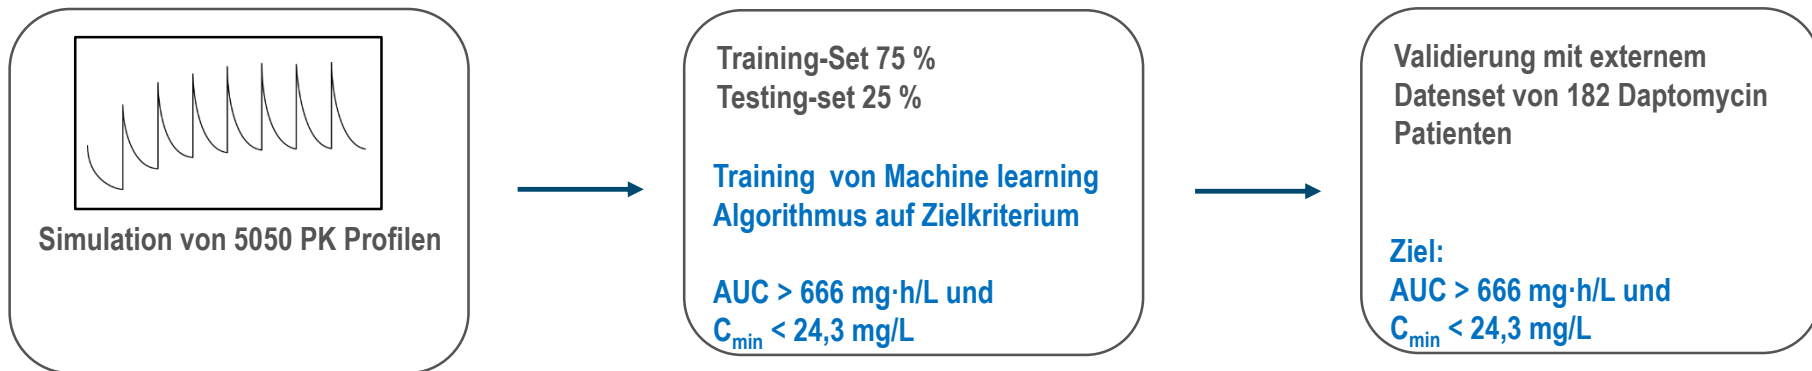 Simulation von 5050 PK Profilen
Training-Set 75 %
Testing-set 25 %
Training von Machine learning
Algorithmus auf Zielkriterium
AUC > 666 mg·h/L und
Cmin < 24,3 mg/L
Validierung mit externem
Datenset von 182 Daptomycin
Patienten
Ziel:
AUC > 666 mg·h/L und
Cmin < 24,3 mg/L